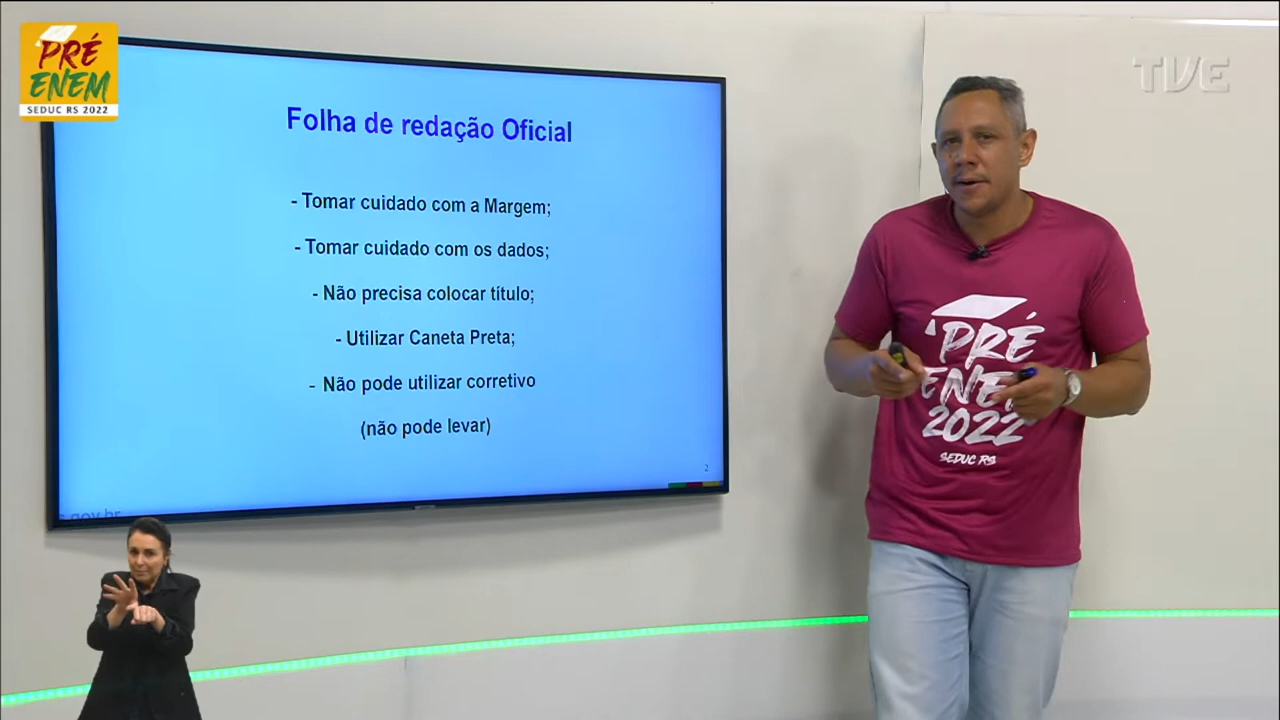 PRÉ
ENEM
SEDUC RS 2022
TVE
Folha de redação Oficial
- Tomar cuidado com a Margem;
- Tomar cuidado com os dados;
- Não precisa colocar título;
- Utilizar Caneta Preta;
- Não pode utilizar corretivo
(não pode levar)
2
s.gov.br
PRÉ
ENEM
2022
SEDUC RS